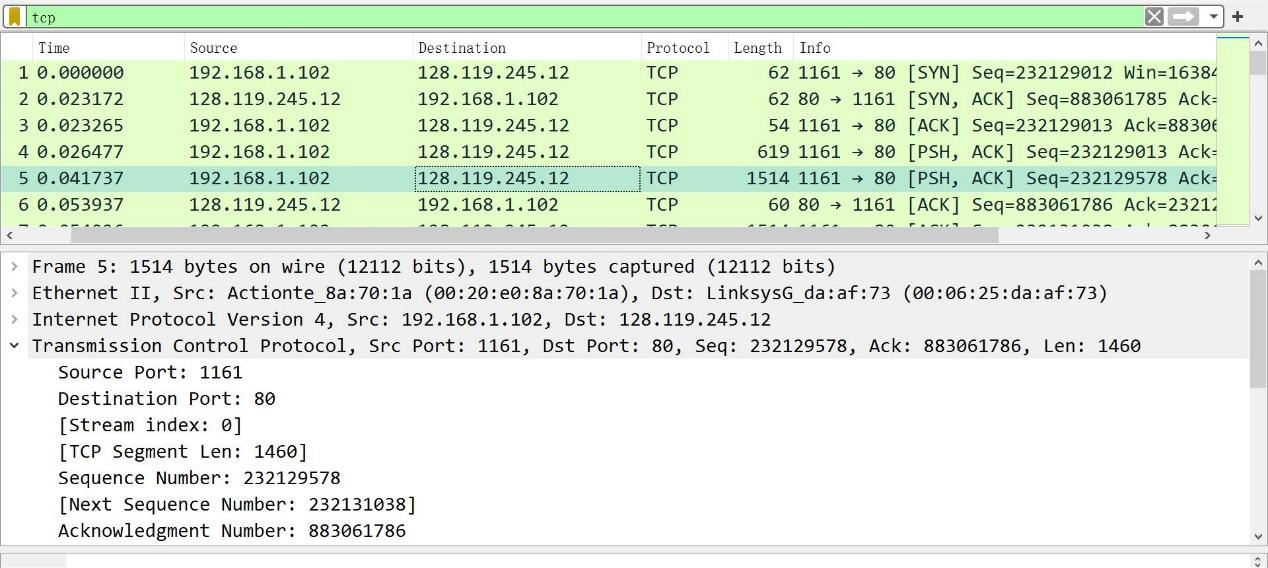 tcp
Time Source Destination Protocol Length Info
1 0.000000 192.168.1.102 128.119.245.12 TCP 62 1161 → 80 [SYN] Seq=232129012 Win=16384
2 0.023172 128.119.245.12 192.168.1.102 TCP 62 80 → 1161 [SYN, ACK] Seq=883061785 Ack=
3 0.023265 192.168.1.102 128.119.245.12 TCP 54 1161 → 80 [ACK] Seq=232129013 Ack=88306
4 0.026477 192.168.1.102 128.119.245.12 TCP 619 1161 → 80 [PSH, ACK] Seq=232129013 Ack=
5 0.041737 192.168.1.102 128.119.245.12 TCP 1514 1161 → 80 [PSH, ACK] Seq=232129578 Ack=
6 0.053937 128.119.245.12 192.168.1.102 TCP 60 80 → 1161 [ACK] Seq=883061786 Ack=23212
Frame 5: 1514 bytes on wire (12112 bits), 1514 bytes captured (12112 bits)
Ethernet II, Src: Actionte_8a:70:1a (00:20:e0:8a:70:1a), Dst: LinksysG_da:af:73 (00:06:25:da:af:73)
Internet Protocol Version 4, Src: 192.168.1.102, Dst: 128.119.245.12
Transmission Control Protocol, Src Port: 1161, Dst Port: 80, Seq: 232129578, Ack: 883061786, Len: 1460
Source Port: 1161
Destination Port: 80
[Stream index: 0]
[TCP Segment Len: 1460]
Sequence Number: 232129578
[Next Sequence Number: 232131038]
Acknowledgment Number: 883061786